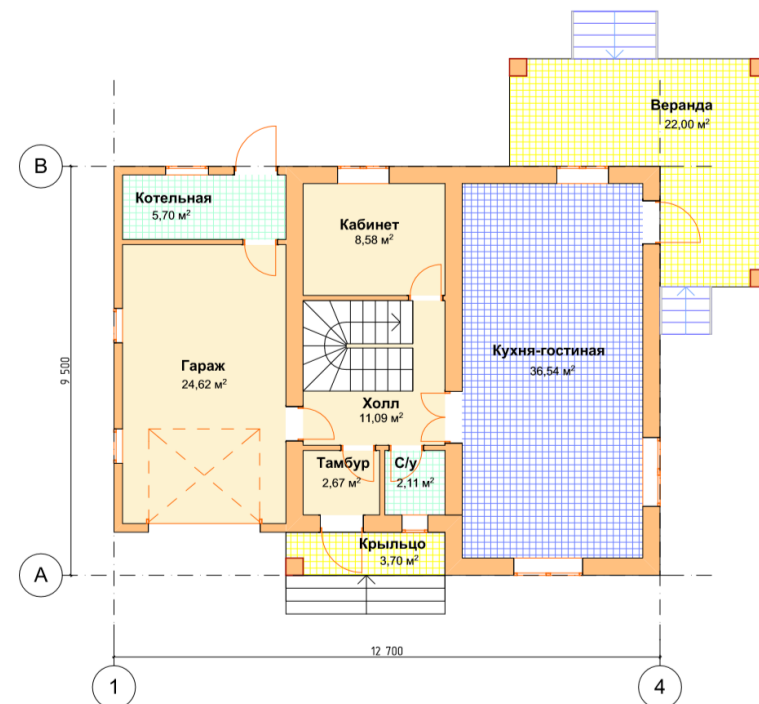 Веранда
22,00 м²
В
Котельная
5,70 м²
Кабинет
8,58 м²
Кухня-гостиная
36,54 м²
Гараж
24,62 м²
9 500
Холл
11,09 м²
Тамбур
2,67 м²
С/у
2,11 м²
Крыльцо
3,70 м²
А
12 700
1
4